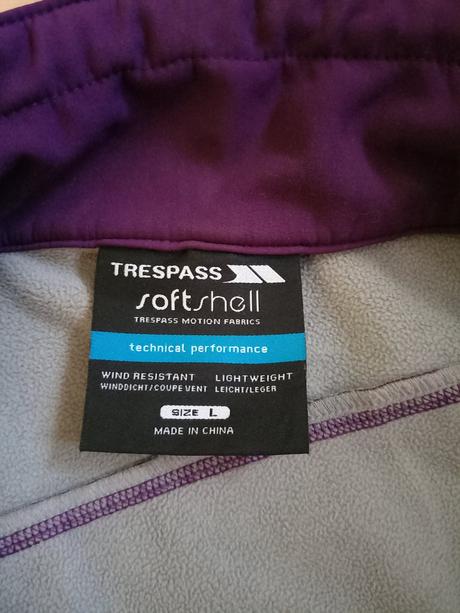 TRESPASS
softshell
TRESPASS MOTION FABRICS
technical performance
WIND RESISTANT LIGHTWEIGHT
WINDDICHT/COUPE VENT LEICHT/LEGER
SIZE L
MADE IN CHINA